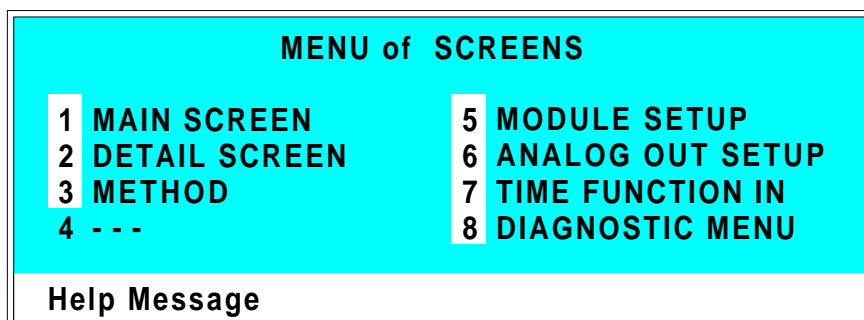 MENU of SCREENS
1 MAIN SCREEN
2 DETAIL SCREEN
3 METHOD
4 - - -
5 MODULE SETUP
6 ANALOG OUT SETUP
7 TIME FUNCTION IN
8 DIAGNOSTIC MENU
Help Message